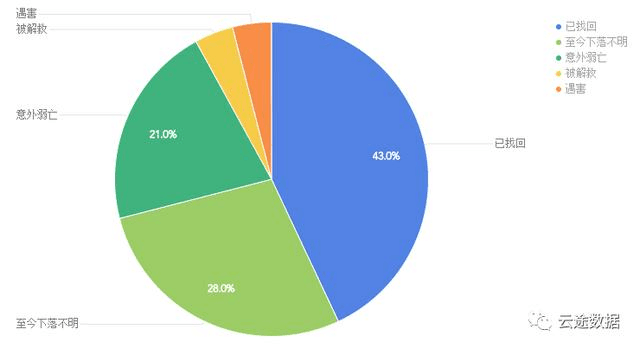 遇害
被解救
意外溺亡
至今下落不明
已找回
43.0%
28.0%
21.0%
已找回
至今下落不明
意外溺亡
被解救
遇害
云途数据